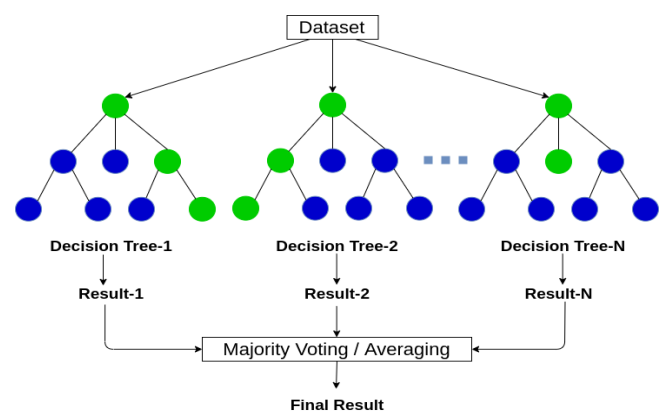 Dataset
Decision Tree-1
Decision Tree-2
Decision Tree-N
Result-1
Result-2
Result-N
Majority Voting / Averaging
Final Result